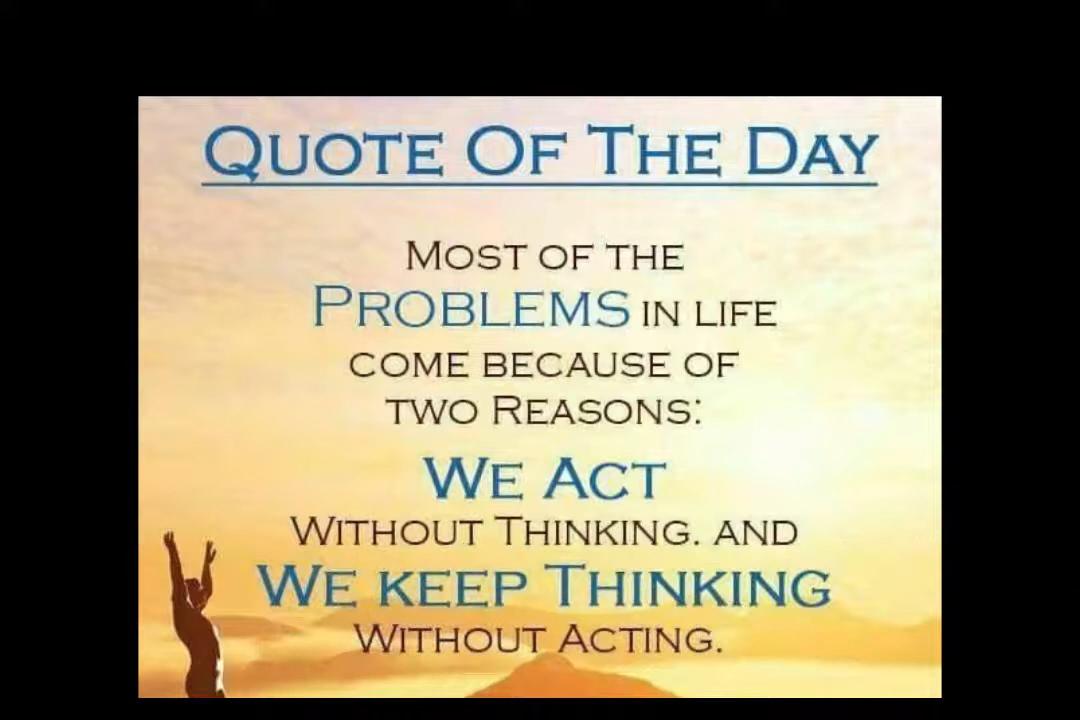 QUOTE OF THE DAY
MOST OF THE
PROBLEMS IN LIFE
COME BECAUSE OF
TWO REASONS:
WE ACT
WITHOUT THINKING. AND
WE KEEP THINKING
WITHOUT ACTING.